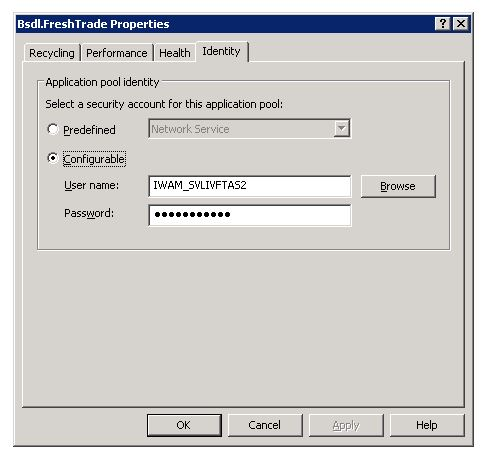 Bsdl.FreshTrade Properties
Recycling Performance Health Identity
Application pool identity
Select a security account for this application pool:
Predefined Network Service
Configurable
User name: IWAM_SVLIVFTAS2 Browse
Password: ●●●●●●●●●●●
OK Cancel Apply Help